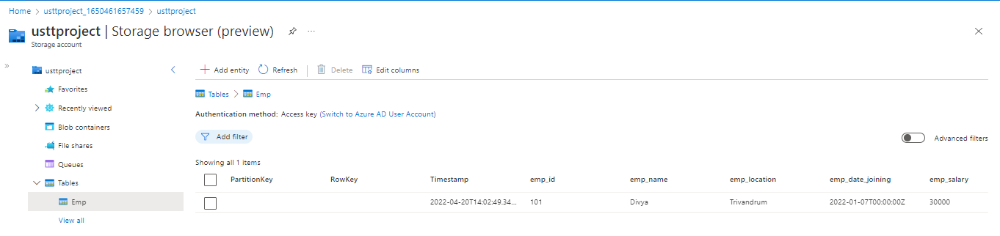 Home > usttproject_1650461657459 > usttproject
usttproject | Storage browser (preview) ...
Storage account
usttproject
Favorites
Recently viewed
Blob containers
File shares
Queues
Tables
Emp
View all
Add entity Refresh Delete Edit columns
Tables > Emp
Authentication method: Access key (Switch to Azure AD User Account)
Add filter Advanced filters
Showing all 1 items
PartitionKey RowKey Timestamp emp_id emp_name emp_location emp_date_joining emp_salary
2022-04-20T14:02:49.34... 101 Divya Trivandrum 2022-01-07T00:00:00Z 30000